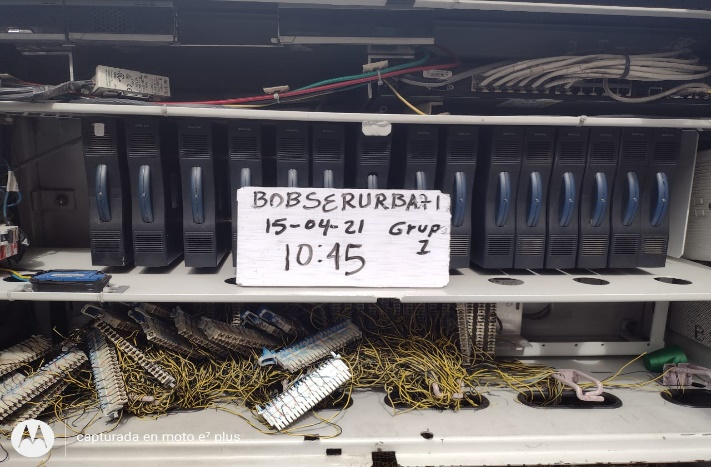 BOBSERURBA71
15-04-21 Grup
1
10:45
capturada en moto e⁷ plus